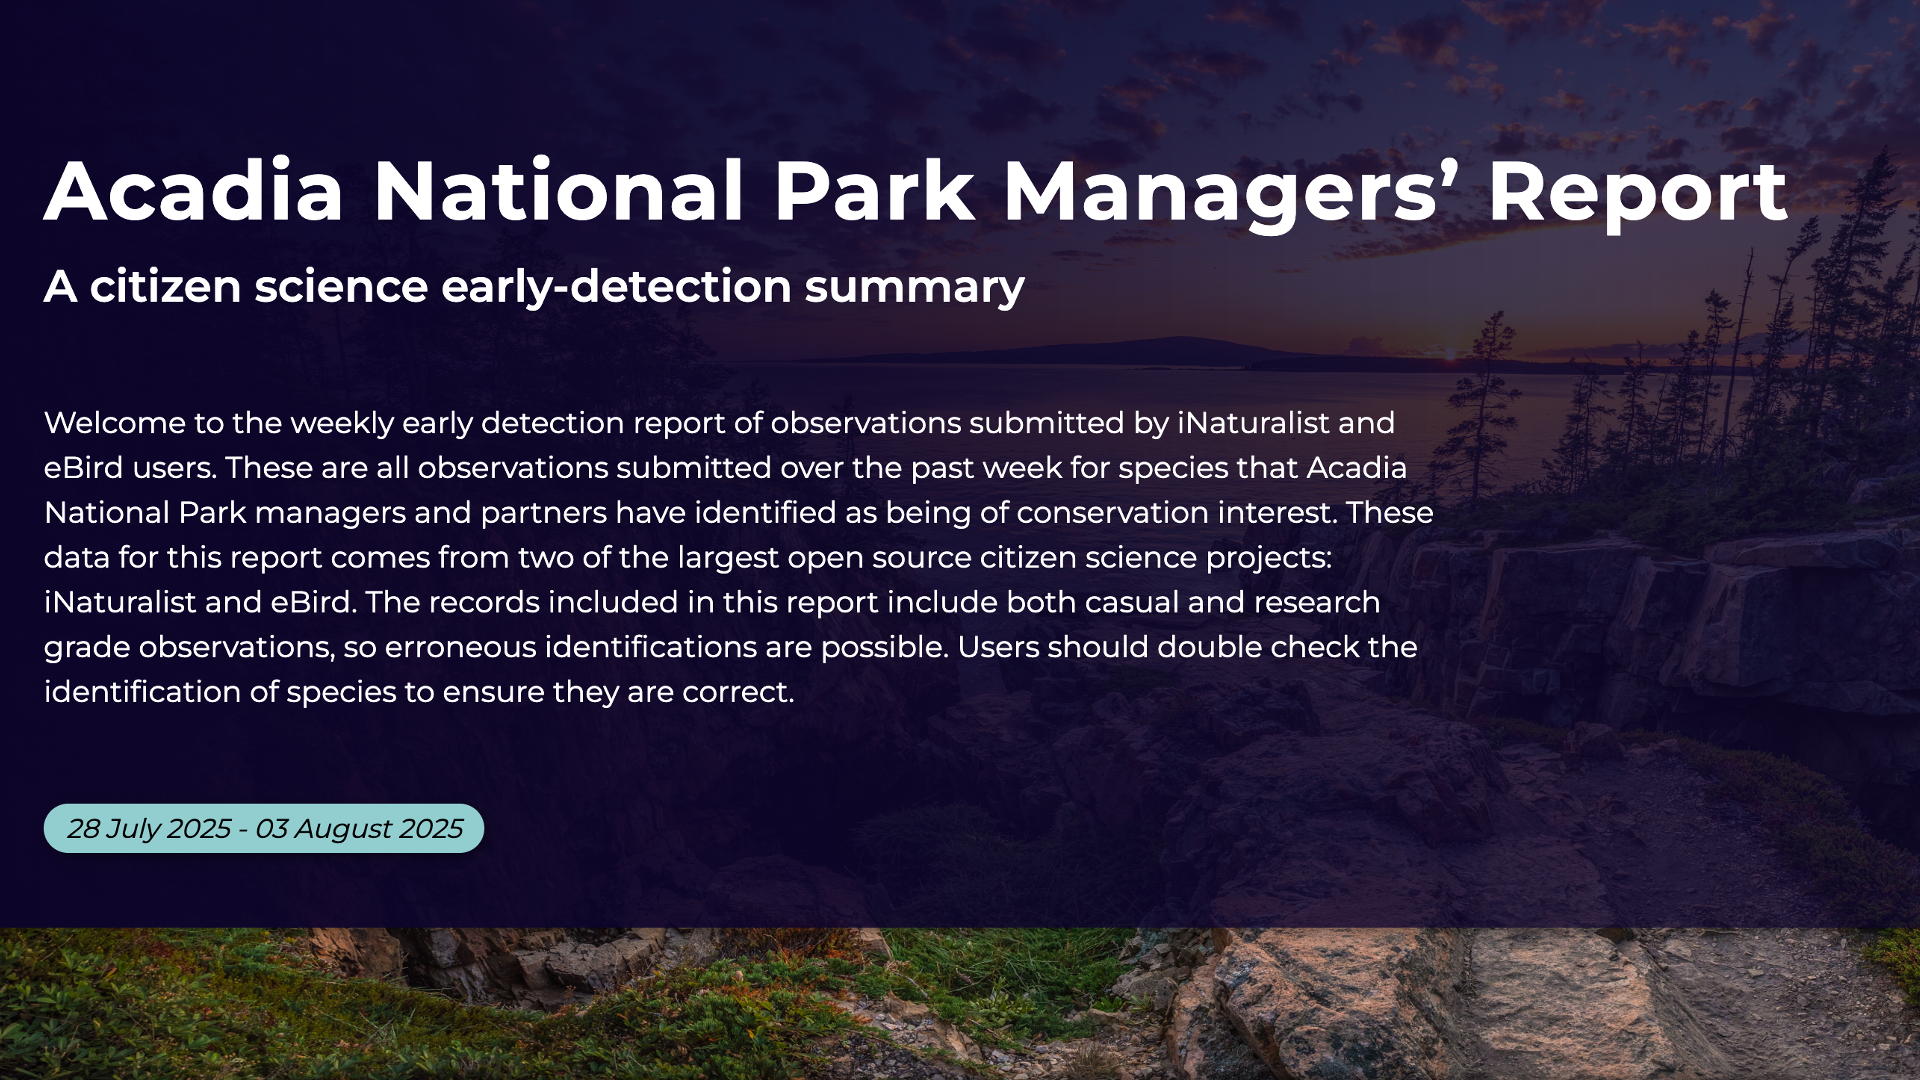 Acadia National Park Managers’ Report
A citizen science early-detection summary
Welcome to the weekly early detection report of observations submitted by iNaturalist and
eBird users. These are all observations submitted over the past week for species that Acadia
National Park managers and partners have identified as being of conservation interest. These
data for this report comes from two of the largest open source citizen science projects:
iNaturalist and eBird. The records included in this report include both casual and research
grade observations, so erroneous identifications are possible. Users should double check the
identification of species to ensure they are correct.
28 July 2025 - 03 August 2025